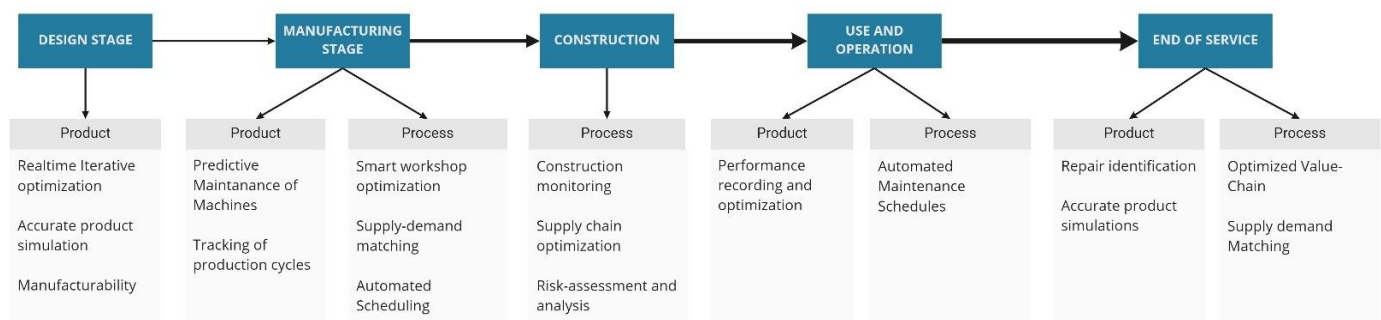 DESIGN STAGE
MANUFACTURING
STAGE
CONSTRUCTION
USE AND
OPERATION
END OF SERVICE
Product
Realtime Iterative
optimization
Accurate product
simulation
Manufacturability
Product
Predictive
Maintanance of
Machines
Tracking of
production cycles
Process
Smart workshop
optimization
Supply-demand
matching
Automated
Scheduling
Process
Construction
monitoring
Supply chain
optimization
Risk-assessment and
analysis
Product
Performance
recording and
optimization
Process
Automated
Maintenance
Schedules
Product
Repair identification
Accurate product
simulations
Process
Optimized Value-
Chain
Supply demand
Matching